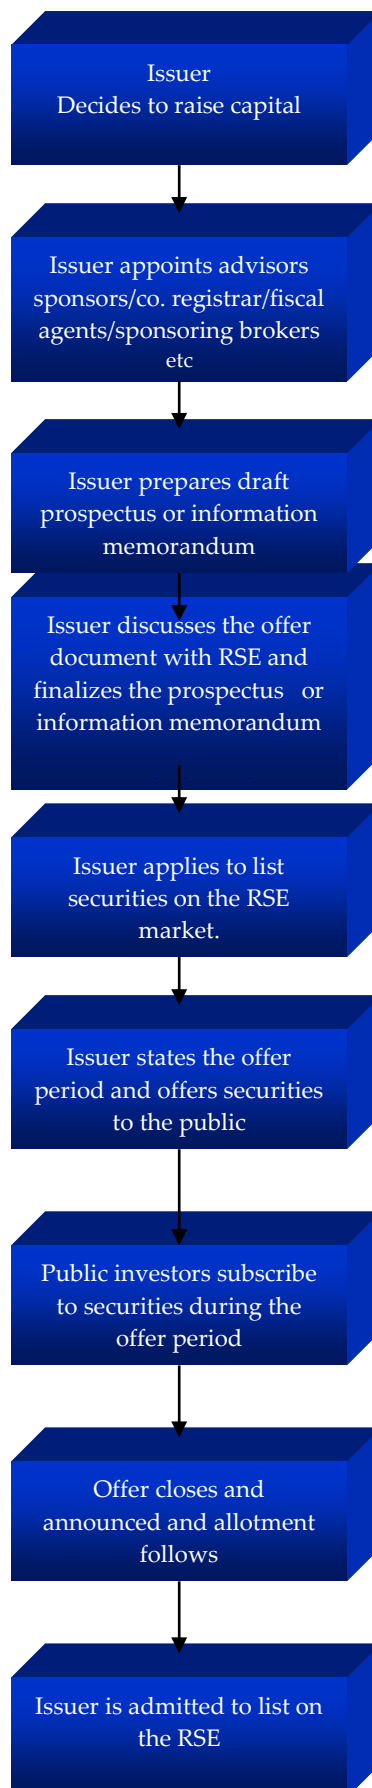 Issuer
Decides to raise capital
Issuer appoints advisors
sponsors/co. registrar/fiscal
agents/sponsoring brokers
etc
Issuer prepares draft
prospectus or information
memorandum
Issuer discusses the offer
document with RSE and
finalizes the prospectus or
information memorandum
Issuer applies to list
securities on the RSE
market.
Issuer states the offer
period and offers securities
to the public
Public investors subscribe
to securities during the
offer period
Offer closes and
announced and allotment
follows
Issuer is admitted to list on
the RSE